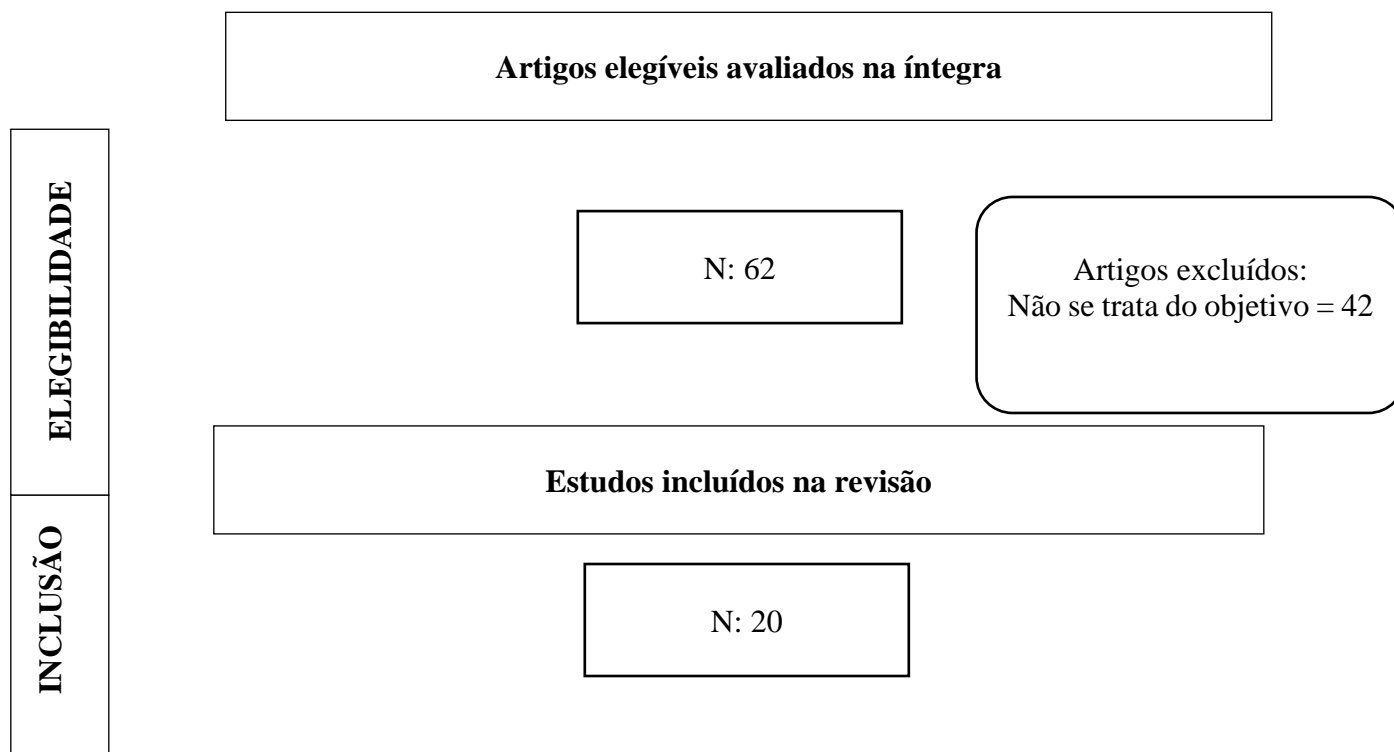 Artigos elegíveis avaliados na íntegra
ELEGIBILIDADE
N: 62
Artigos excluídos:
Não se trata do objetivo = 42
Estudos incluídos na revisão
INCLUSÃO
N: 20